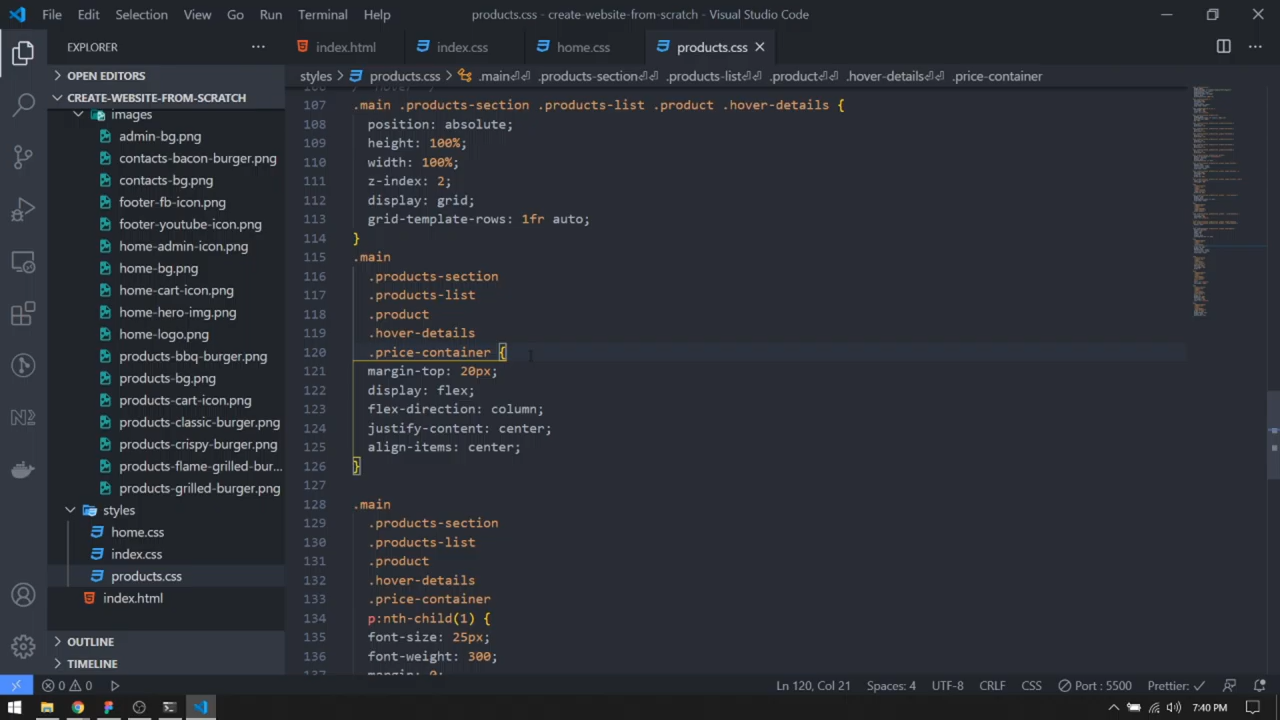 File Edit Selection View Go Run Terminal Help products.css - create-website-from-scratch - Visual Studio Code
EXPLORER
index.html index.css home.css products.css
OPEN EDITORS
styles products.css .main .products-section .products-list .product .hover-details .price-container
CREATE-WEBSITE-FROM-SCRATCH
images
admin-bg.png
contacts-bacon-burger.png
contacts-bg.png
footer-fb-icon.png
footer-youtube-icon.png
home-admin-icon.png
home-bg.png
home-cart-icon.png
home-hero-img.png
home-logo.png
products-bbq-burger.png
products-bg.png
products-cart-icon.png
products-classic-burger.png
products-crispy-burger.png
products-flame-grilled-bur...
products-grilled-burger.png
styles
home.css
index.css
products.css
index.html
OUTLINE
TIMELINE
107 .main .products-section .products-list .product .hover-details {
108 position: absolute;
109 height: 100%;
110 width: 100%;
111 z-index: 2;
112 display: grid;
113 grid-template-rows: 1fr auto;
114 }
115 .main
116 .products-section
117 .products-list
118 .product
119 .hover-details
120 .price-container {
121 margin-top: 20px;
122 display: flex;
123 flex-direction: column;
124 justify-content: center;
125 align-items: center;
126 }
127
128 .main
129 .products-section
130 .products-list
131 .product
132 .hover-details
133 .price-container
134 p:nth-child(1) {
135 font-size: 25px;
136 font-weight: 300;
0 0 Ln 120, Col 21 Spaces: 4 UTF-8 CRLF CSS Port : 5500 Prettier:
7:40 PM